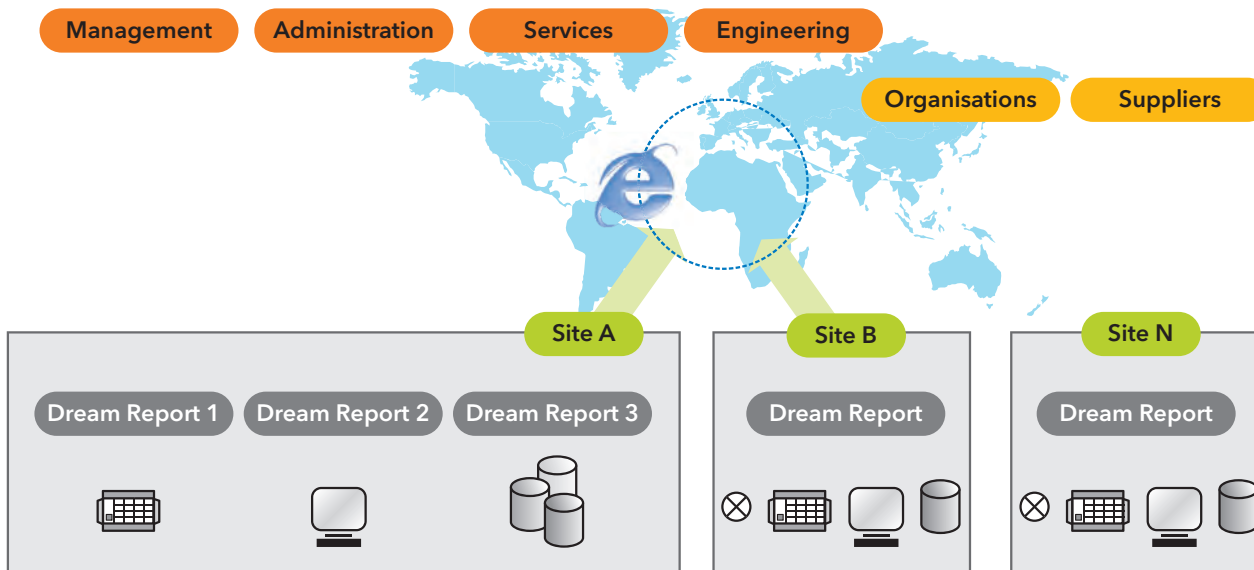 Management Administration Services Engineering
Organisations Suppliers
Site A Site B Site N
Dream Report 1 Dream Report 2 Dream Report 3 Dream Report Dream Report